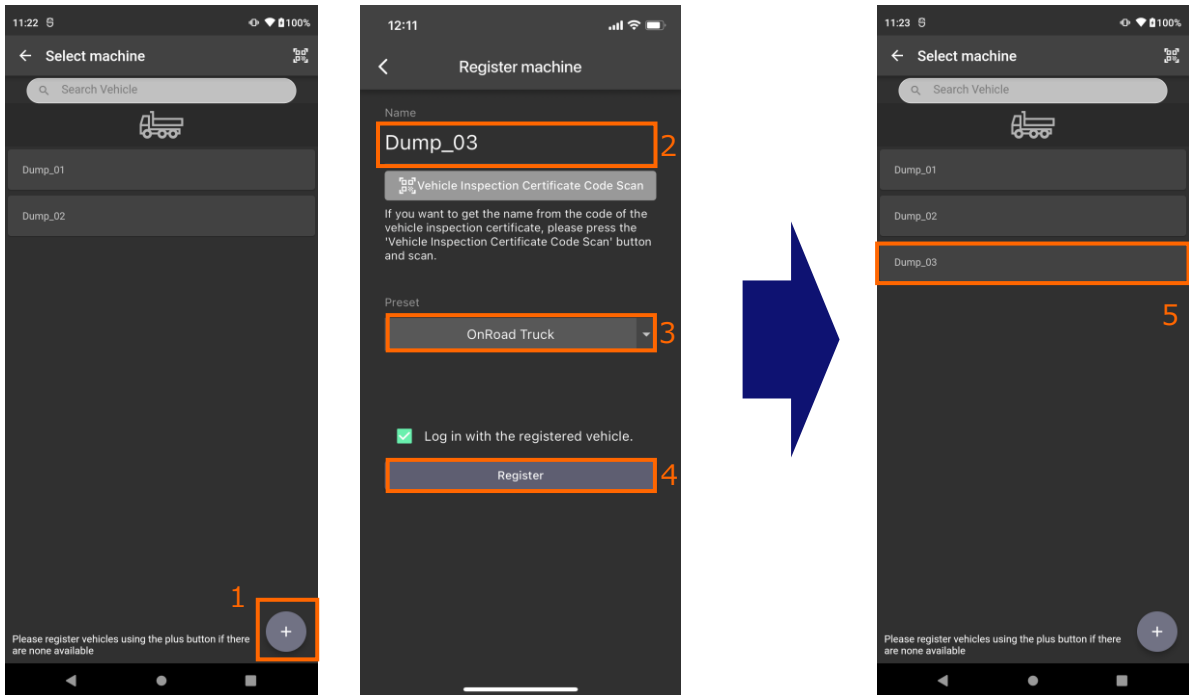 11:22
100%
Select machine
Search Vehicle
Dump_01
Dump_02
1
Please register vehicles using the plus button if there
are none available
+
12:11
Register machine
Name
Dump_03
2
Vehicle Inspection Certificate Code Scan
If you want to get the name from the code of the
vehicle inspection certificate, please press the
'Vehicle Inspection Certificate Code Scan' button
and scan.
Preset
OnRoad Truck
3
Log in with the registered vehicle.
Register
4
11:23
100%
Select machine
Search Vehicle
Dump_01
Dump_02
Dump_03
5
Please register vehicles using the plus button if there
are none available
+